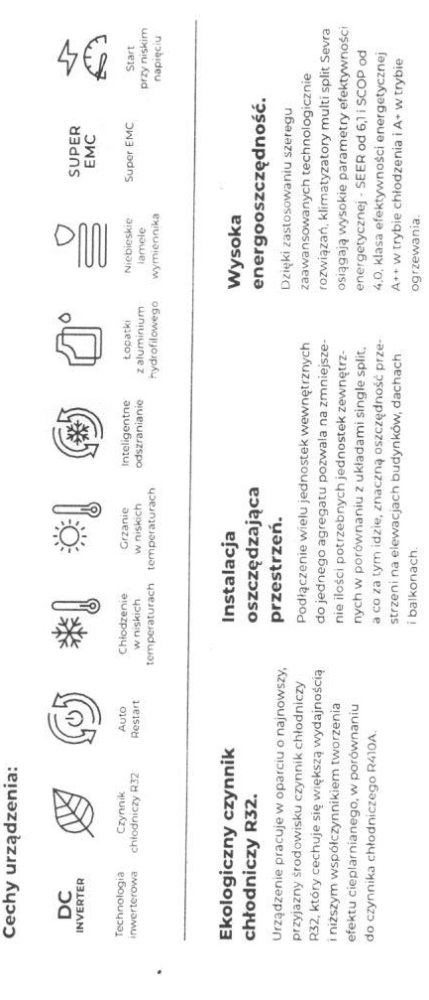 Cechy urządzenia:
DC
INVERTER
Technologia
inwerterowa
Czynnik
chłodniczy R32
Auto
Restart
Chłodzenie
w niskich
temperaturach
Grzanie
w niskich
temperaturach
Inteligentne
odszranianie
Łopatki
z aluminium
hydrofilowego
Niebieskie
lamele
wymiennika
SUPER
EMC
Super EMC
Start
przy niskim
napięciu
Ekologiczny czynnik
chłodniczy R32.
Urządzenie pracuje w oparciu o najnowszy,
przyjazny środowisku czynnik chłodniczy
R32, który cechuje się większą wydajnością
i niższym współczynnikiem tworzenia
efektu cieplarnianego, w porównaniu
do czynnika chłodniczego R410A.
Instalacja
oszczędzająca
przestrzeń.
Podłączenie wielu jednostek wewnętrznych
do jednego agregatu pozwala na zmniejsze-
nie ilości potrzebnych jednostek zewnętrz-
nych w porównaniu z układami single split,
a co za tym idzie, znaczną oszczędność prze-
strzeni na elewacjach budynków, dachach
i balkonach.
Wysoka
energooszczędność.
Dzięki zastosowaniu szeregu
zaawansowanych technologicznie
rozwiązań, klimatyzatory multi split Sevra
osiągają wysokie parametry efektywności
energetycznej - SEER od 6,1 i SCOP od
4.0, klasa efektywności energetycznej
A++ w trybie chłodzenia i A+ w trybie
ogrzewania.